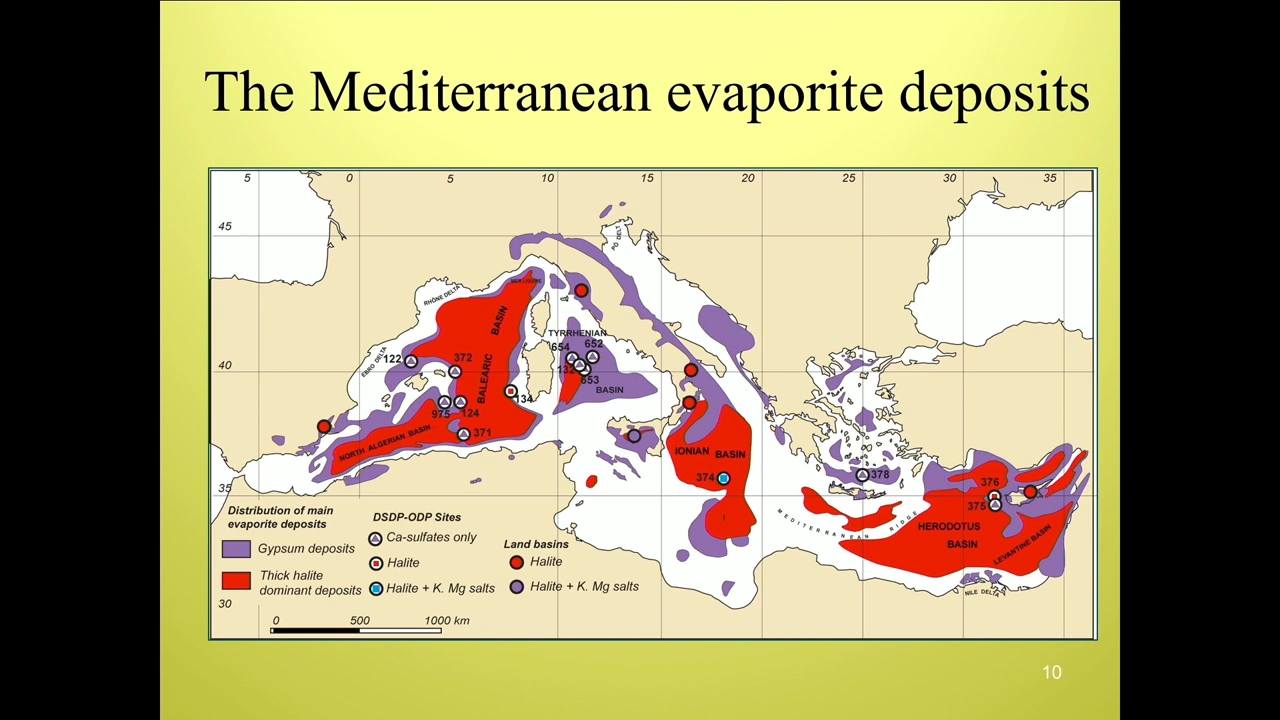 The Mediterranean evaporite deposits
5 0 5 10 15 20 25 30 35
45
40
35
30
PO DELTA
RHÔNE DELTA
EBRO DELTA
BALEARIC BASIN
NORTH ALGERIAN BASIN
TYRRHENIAN
BASIN
IONIAN BASIN
MEDITERRANEAN RIDGE
HERODOTUS
BASIN
LEVANTINE BASIN
NILE DELTA
122
372
975
124
371
134
654
652
132
653
374
378
376
375
Distribution of main
evaporite deposits
Gypsum deposits
Thick halite
dominant deposits
DSDP-ODP Sites
Ca-sulfates only
Halite
Halite + K. Mg salts
Land basins
Halite
Halite + K. Mg salts
0 500 1000 km
10